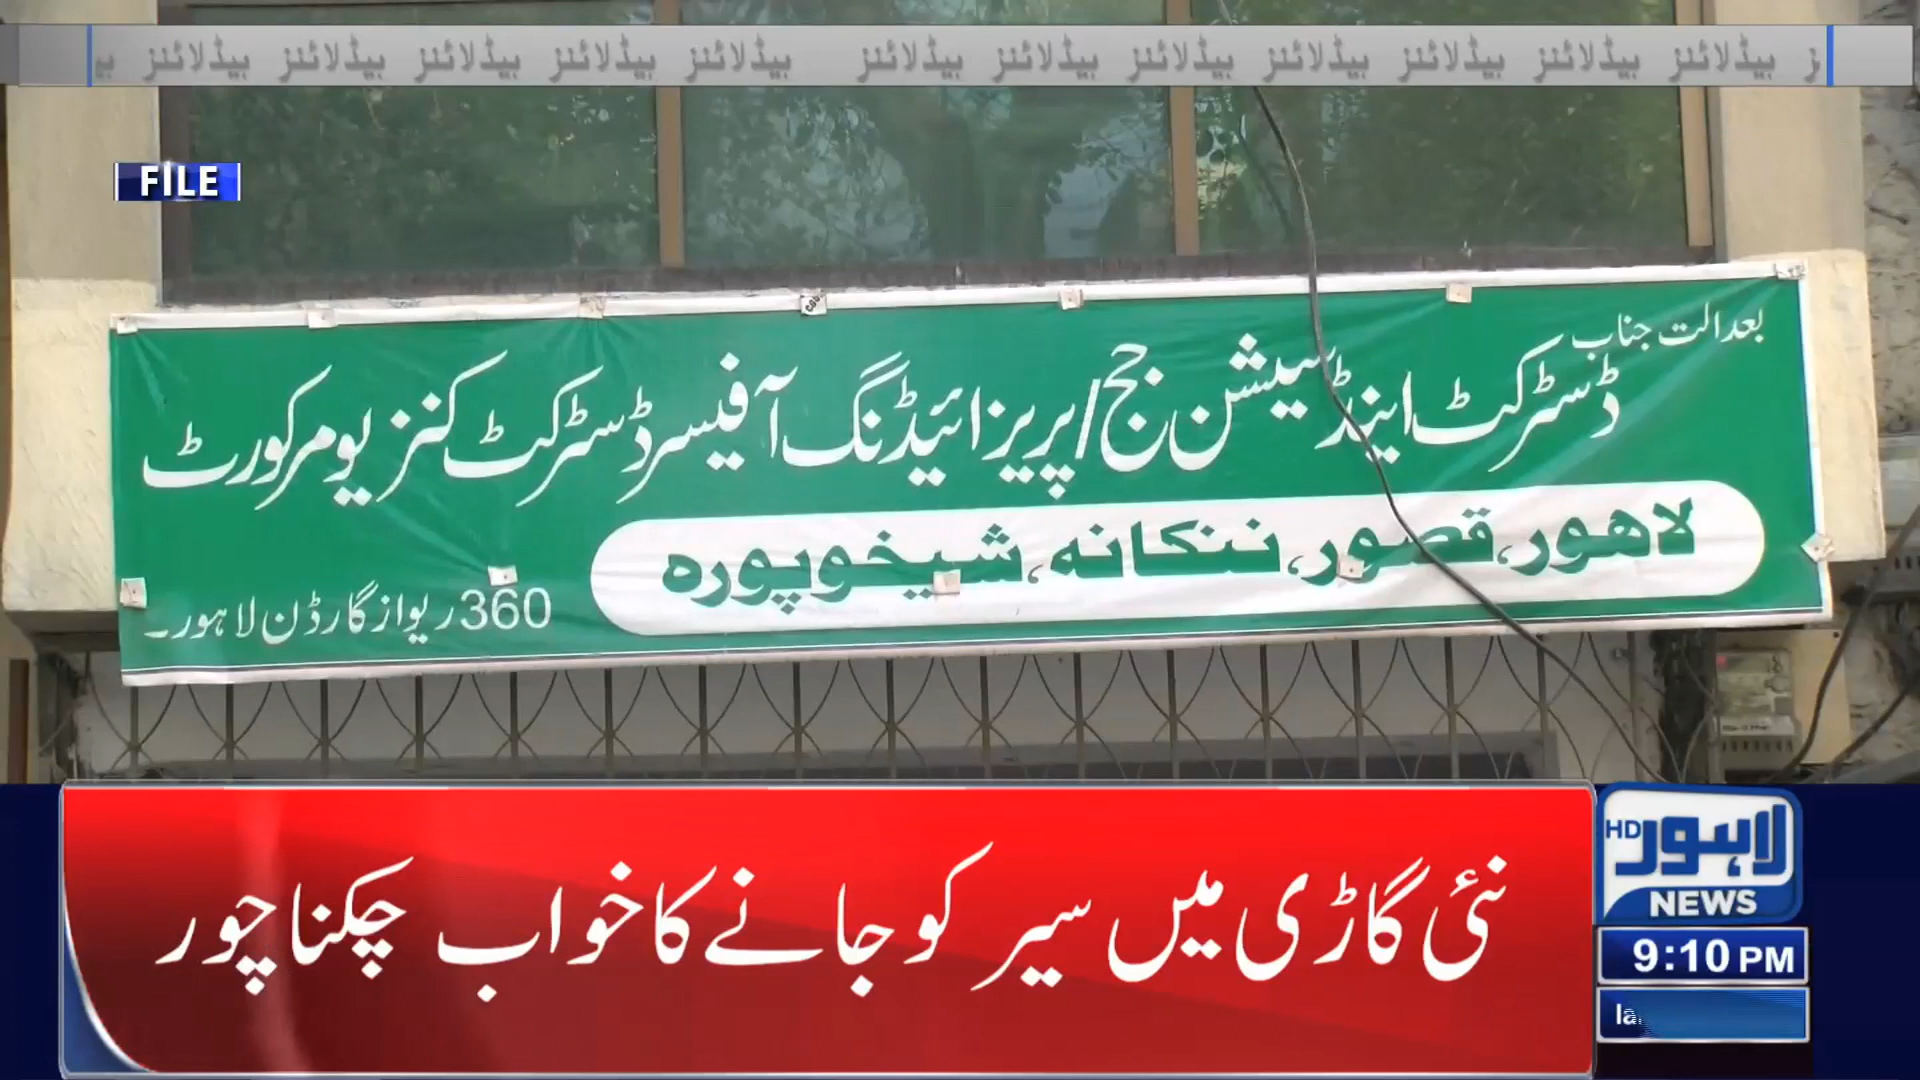 ہیڈلائنز ہیڈلائنز ہیڈلائنز ہیڈلائنز ہیڈلائنز ہیڈلائنز ہیڈلائنز ہیڈلائنز ہیڈلائنز ہیڈلائنز ہیڈلائنز ہیڈلائنز
FILE
بعدالت جناب
ڈسٹرکٹ اینڈ سیشن جج/پریزائیڈنگ آفیسر ڈسٹرکٹ کنزیومر کورٹ
لاہور، قصور، ننکانہ، شیخوپورہ
360 ریواز گارڈن لاہور۔
نئی گاڑی میں سیر کو جانے کا خواب چکنا چور
لاہور HD
NEWS
9:10 PM